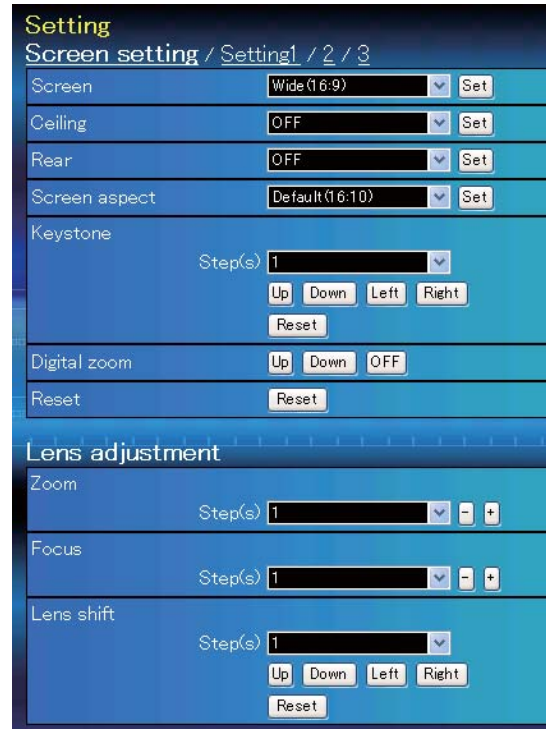 Setting
Screen setting / Setting1 / 2 / 3
Screen Wide(16:9) Set
Ceiling OFF Set
Rear OFF Set
Screen aspect Default(16:10) Set
Keystone
Step(s) 1
Up Down Left Right
Reset
Digital zoom Up Down OFF
Reset Reset
Lens adjustment
Zoom
Step(s) 1 - +
Focus
Step(s) 1 - +
Lens shift
Step(s) 1
Up Down Left Right
Reset